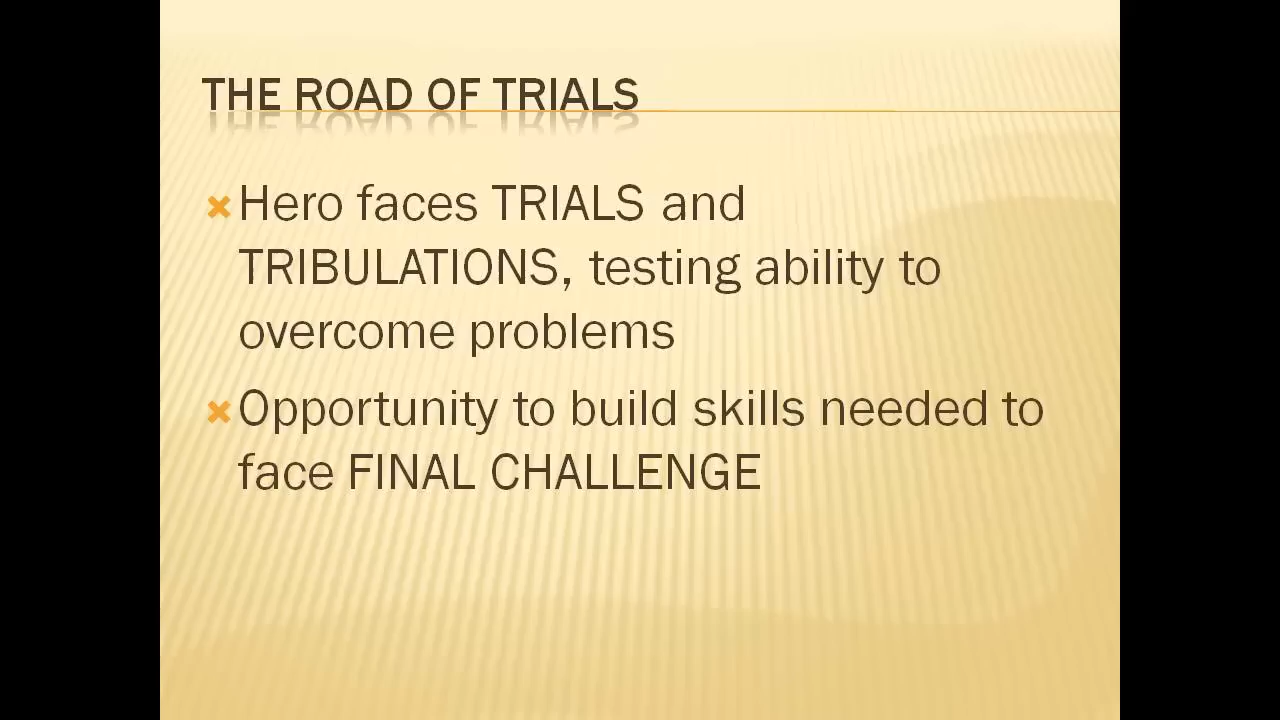 THE ROAD OF TRIALS
Hero faces TRIALS and
TRIBULATIONS, testing ability to
overcome problems
Opportunity to build skills needed to
face FINAL CHALLENGE